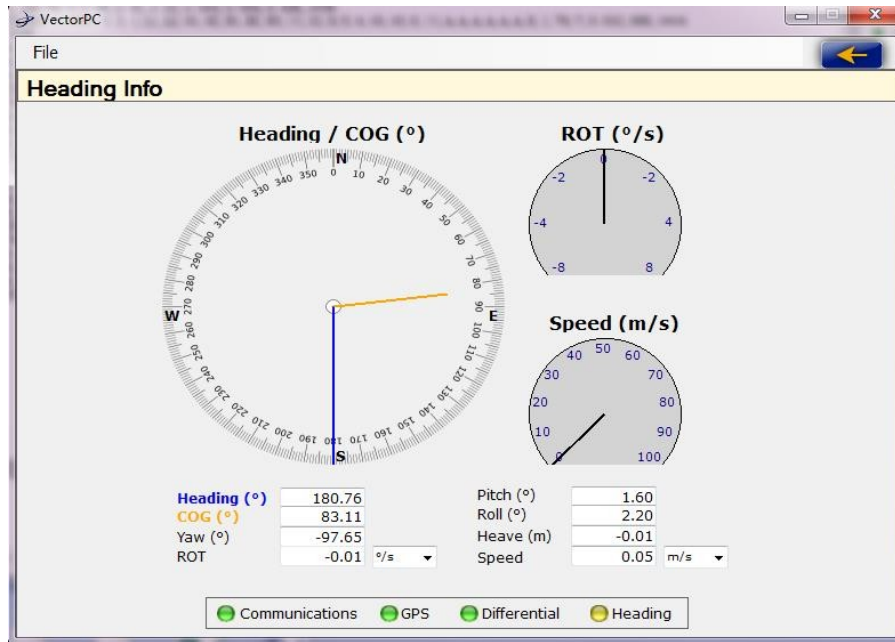 VectorPC
File
Heading Info
Heading / COG (º)
N
0 10 20 30 40 50 60 70 80 90 100 110 120 130 140 150 160 170 180 190 200 210 220 230 240 250 260 270 280 290 300 310 320 330 340 350
W
E
S
ROT (º/s)
0
-2 -2
-4 4
-8 8
Speed (m/s)
50
40 60
30 70
20 80
10 90
0 100
Heading (º) 180.76
COG (º) 83.11
Yaw (º) -97.65
ROT -0.01 º/s
Pitch (º) 1.60
Roll (º) 2.20
Heave (m) -0.01
Speed 0.05 m/s
Communications GPS Differential Heading